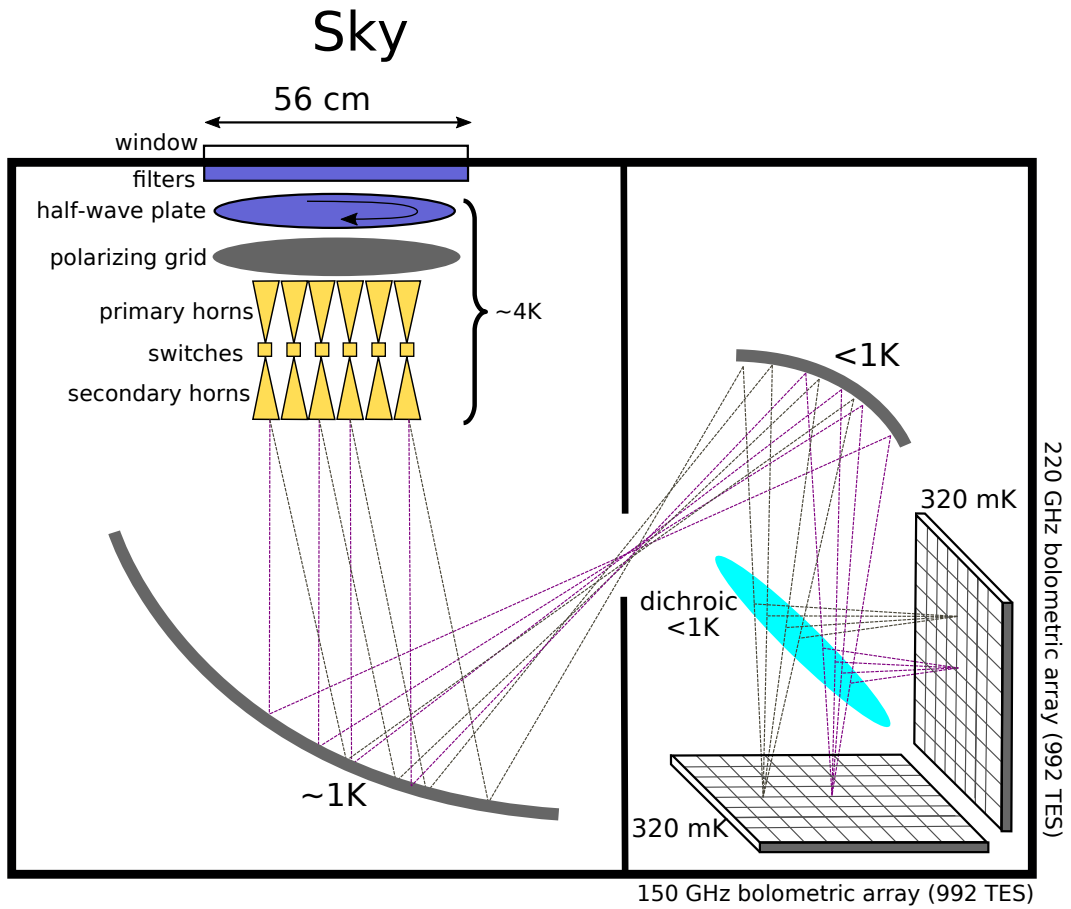 Sky
56 cm
window
filters
half-wave plate
polarizing grid
primary horns
~4K
switches
secondary horns
<1K
320 mK
dichroic
<1K
~1K
320 mK
220 GHz bolometric array (992 TES)
150 GHz bolometric array (992 TES)